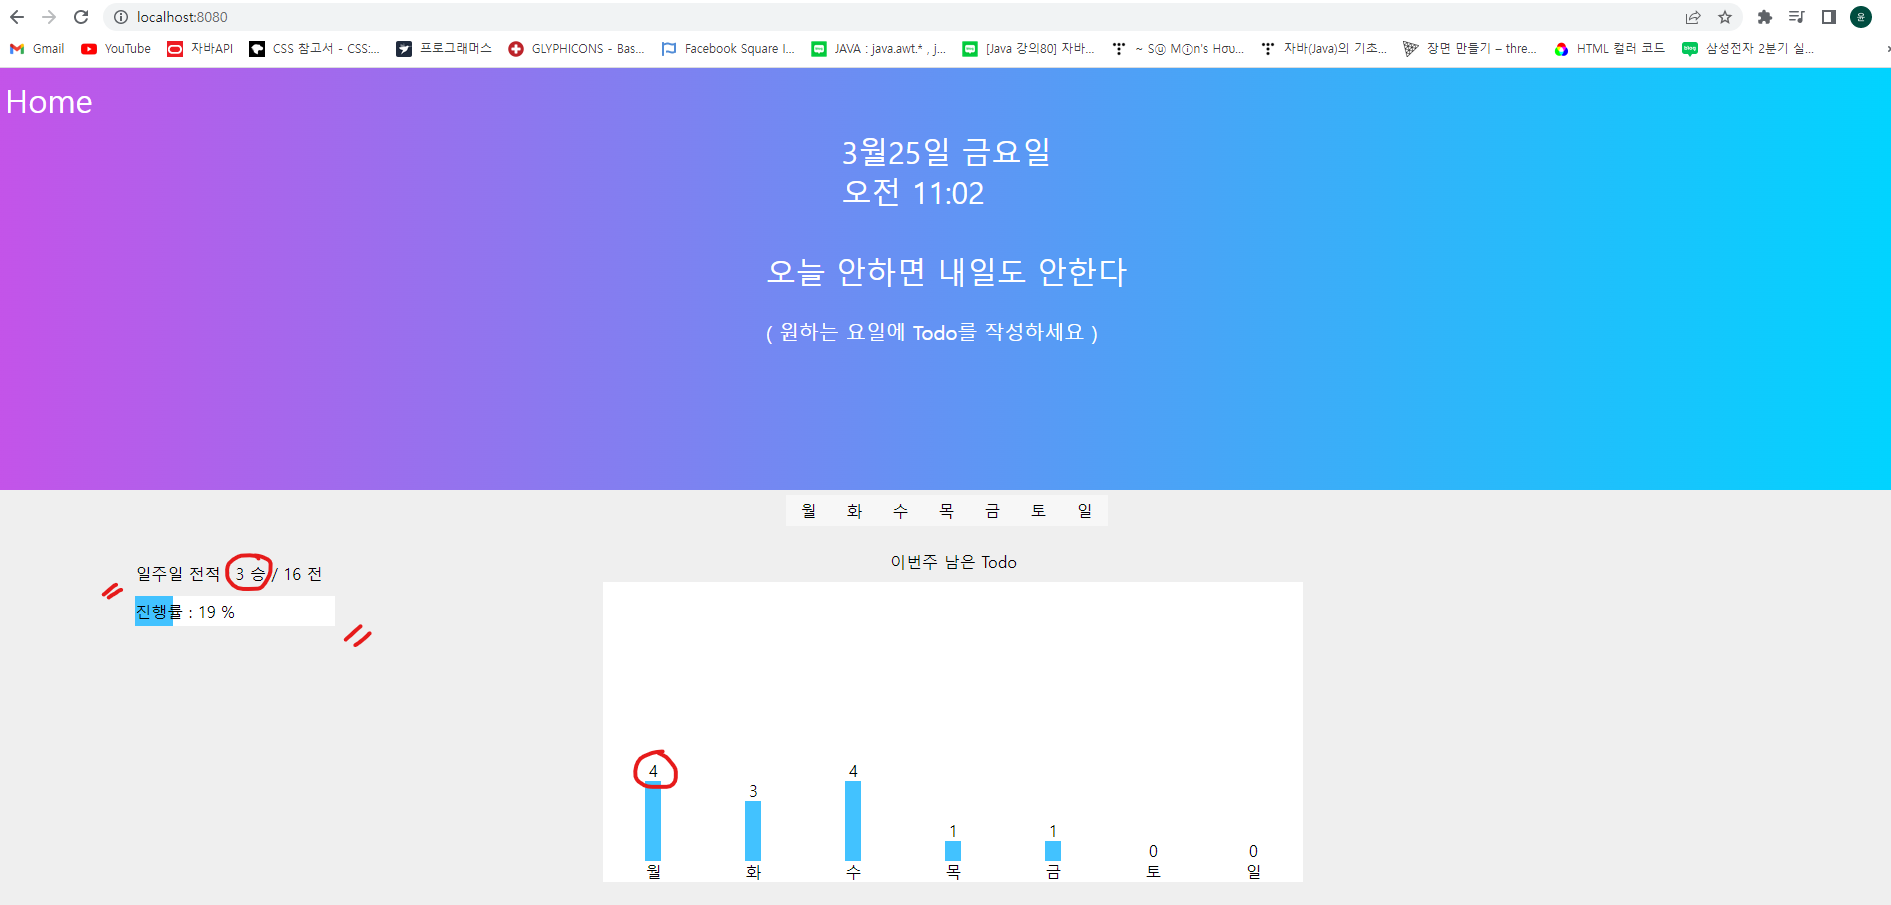 localhost:8080
윤
Gmail YouTube 자바API CSS 참고서 - CSS:... 프로그래머스 GLYPHICONS - Bas... Facebook Square I... JAVA : java.awt.* , j... [Java 강의80] 자바... ~ Sⓤ Mⓘn's Hσu... 자바(Java)의 기초... 장면 만들기 – thre... HTML 컬러 코드 blog 삼성전자 2분기 실...
Home
3월25일 금요일
오전 11:02
오늘 안하면 내일도 안한다
( 원하는 요일에 Todo를 작성하세요 )
월 화 수 목 금 토 일
일주일 전적 3 승 / 16 전
진행률 : 19 %
이번주 남은 Todo
4 3 4 1 1 0 0
월 화 수 목 금 토 일